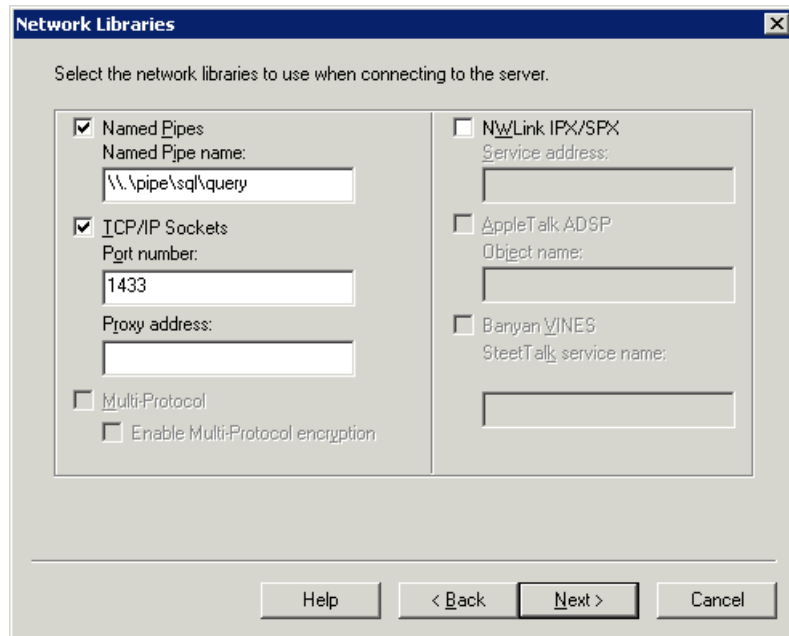 Network Libraries
Select the network libraries to use when connecting to the server.
Named Pipes
Named Pipe name:
\\.\pipe\sql\query
TCP/IP Sockets
Port number:
1433
Proxy address:
Multi-Protocol
Enable Multi-Protocol encryption
NWLink IPX/SPX
Service address:
AppleTalk ADSP
Object name:
Banyan VINES
SteetTalk service name:
Help
< Back
Next >
Cancel